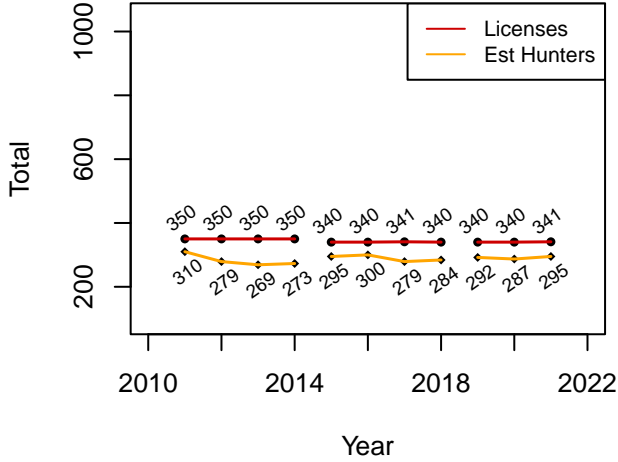 1000
Licenses
Est Hunters
Total
600
350 350 350 350 340 340 341 340 340 340 341
310 279 269 273 295 300 279 284 292 287 295
200
2010 2014 2018 2022
Year